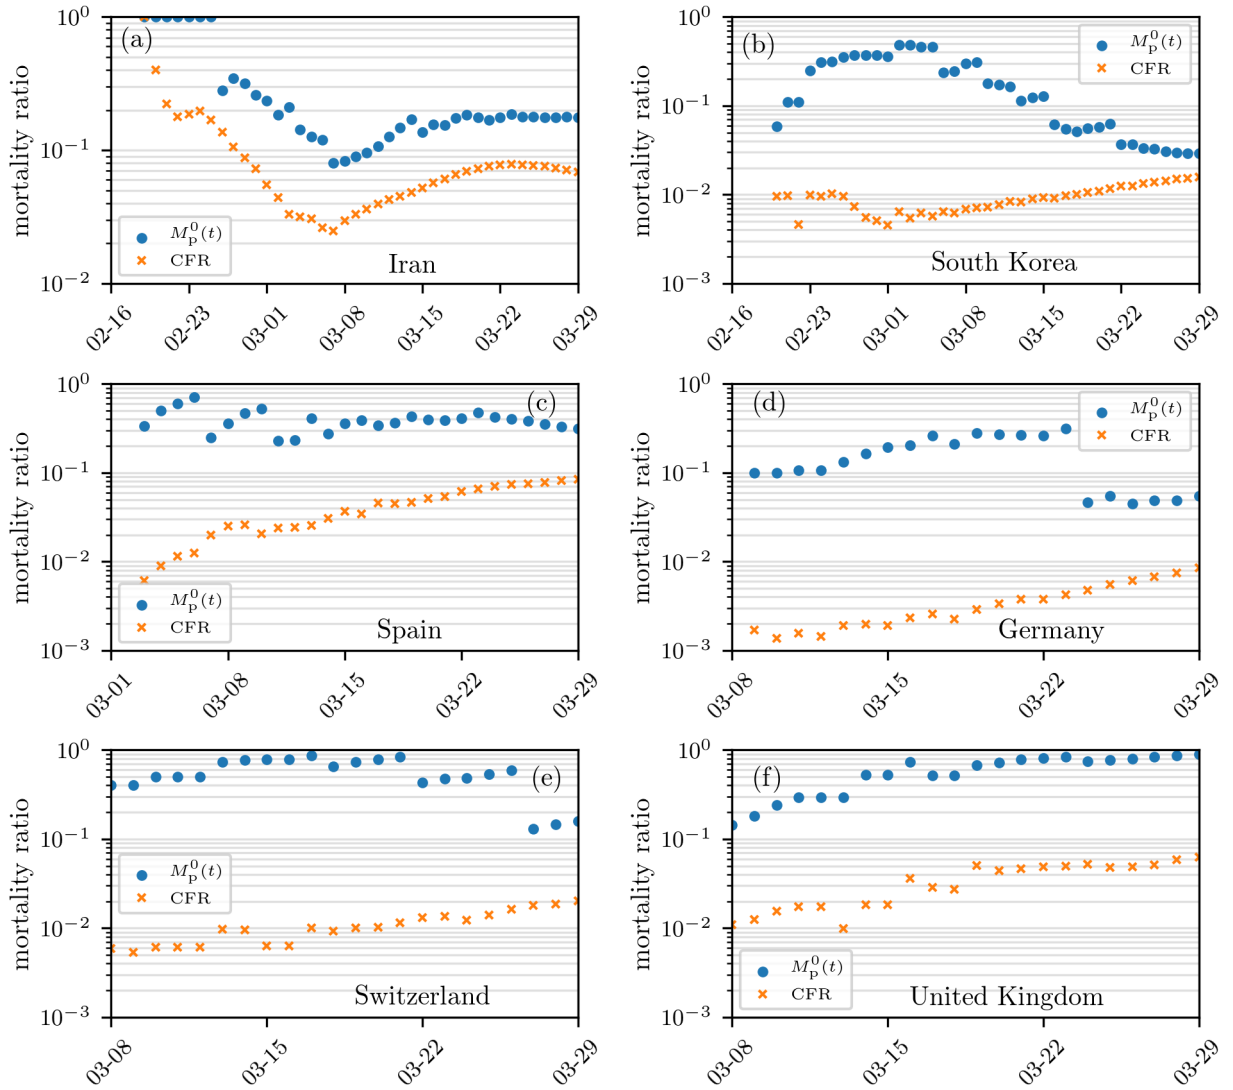 10^0
10^-1
10^-2
mortality ratio
(a)
M_p^0(t)
CFR
Iran
02-16
02-23
03-01
03-08
03-15
03-22
03-29
10^0
10^-1
10^-2
10^-3
mortality ratio
(b)
M_p^0(t)
CFR
South Korea
02-16
02-23
03-01
03-08
03-15
03-22
03-29
10^0
10^-1
10^-2
10^-3
mortality ratio
(c)
M_p^0(t)
CFR
Spain
03-01
03-08
03-15
03-22
03-29
10^0
10^-1
10^-2
10^-3
mortality ratio
(d)
M_p^0(t)
CFR
Germany
03-08
03-15
03-22
03-29
10^0
10^-1
10^-2
10^-3
mortality ratio
(e)
M_p^0(t)
CFR
Switzerland
03-08
03-15
03-22
03-29
10^0
10^-1
10^-2
10^-3
mortality ratio
(f)
M_p^0(t)
CFR
United Kingdom
03-08
03-15
03-22
03-29